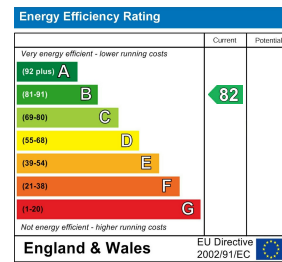 Energy Efficiency Rating
Current Potential
Very energy efficient - lower running costs
(92 plus) A
(81-91) B
82
(69-80) C
(55-68) D
(39-54) E
(21-38) F
(1-20) G
Not energy efficient - higher running costs
England & Wales
EU Directive
2002/91/EC